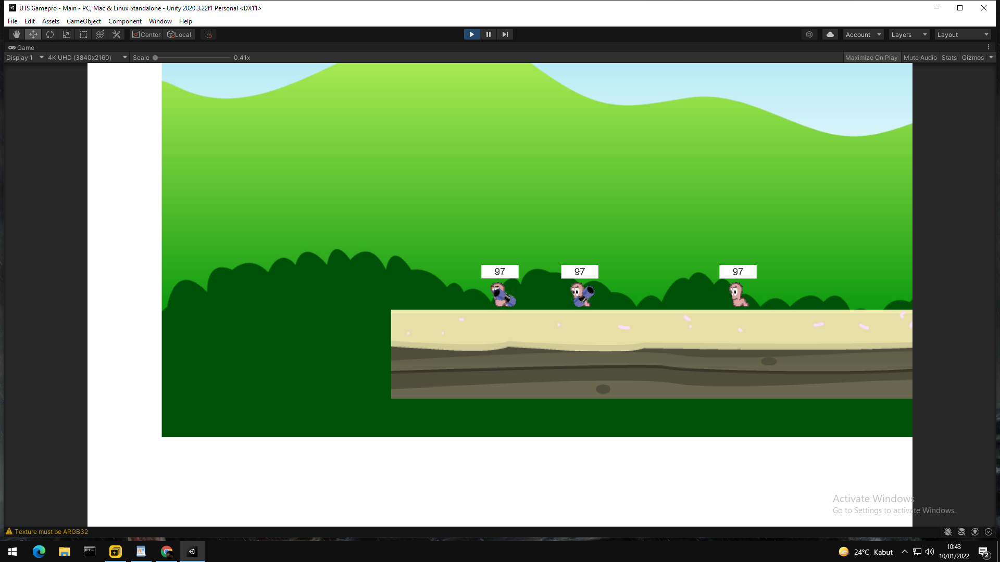 UTS Gamepro - Main - PC, Mac & Linux Standalone - Unity 2020.3.22f1 Personal <DX11>
File Edit Assets GameObject Component Window Help
Center Local Account Layers Layout
Game
Display 1 4K UHD (3840x2160) Scale 0.41x Maximize On Play Mute Audio Stats Gizmos
97 97 97
Activate Windows
Go to Settings to activate Windows.
Texture must be ARGB32
24°C Kabut
10:43
10/01/2022
2